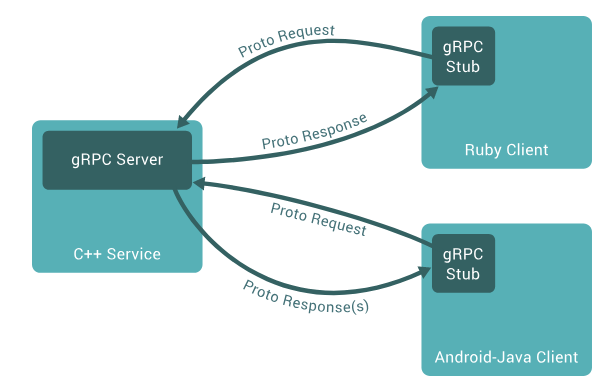 Proto Request
gRPC
Stub
Ruby Client
Proto Response
gRPC Server
C++ Service
Proto Request
gRPC
Stub
Android-Java Client
Proto Response(s)